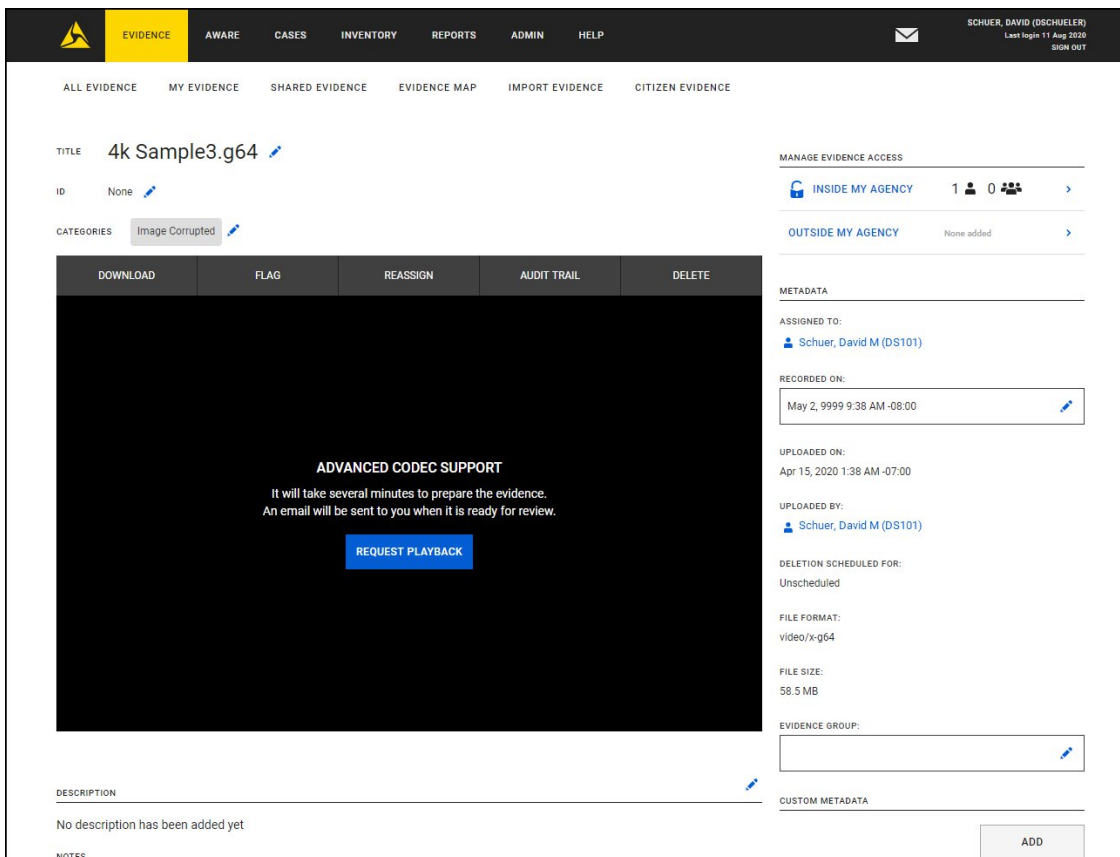 EVIDENCE AWARE CASES INVENTORY REPORTS ADMIN HELP
SCHUER, DAVID (DSCHUELER)
Last login 11 Aug 2020
SIGN OUT
ALL EVIDENCE MY EVIDENCE SHARED EVIDENCE EVIDENCE MAP IMPORT EVIDENCE CITIZEN EVIDENCE
TITLE 4k Sample3.g64
ID None
CATEGORIES Image Corrupted
DOWNLOAD FLAG REASSIGN AUDIT TRAIL DELETE
ADVANCED CODEC SUPPORT
It will take several minutes to prepare the evidence.
An email will be sent to you when it is ready for review.
REQUEST PLAYBACK
DESCRIPTION
No description has been added yet
NOTES
MANAGE EVIDENCE ACCESS
INSIDE MY AGENCY 1 0
OUTSIDE MY AGENCY None added
METADATA
ASSIGNED TO:
Schuer, David M (DS101)
RECORDED ON:
May 2, 9999 9:38 AM -08:00
UPLOADED ON:
Apr 15, 2020 1:38 AM -07:00
UPLOADED BY:
Schuer, David M (DS101)
DELETION SCHEDULED FOR:
Unscheduled
FILE FORMAT:
video/x-g64
FILE SIZE:
58.5 MB
EVIDENCE GROUP:
CUSTOM METADATA
ADD